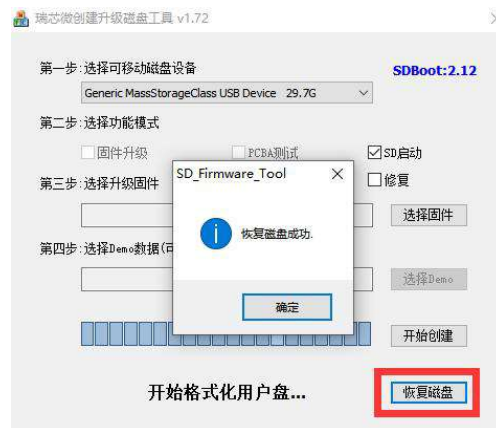 瑞芯微创建升级磁盘工具 v1.72
第一步:选择可移动磁盘设备
SDBoot:2.12
Generic MassStorageClass USB Device 29.7G
第二步:选择功能模式
固件升级
PCBA测试
SD启动
第三步:选择升级固件
修复
SD_Firmware_Tool
恢复磁盘成功.
确定
选择固件
第四步:选择Demo数据(可
选择Demo
开始创建
开始格式化用户盘...
恢复磁盘